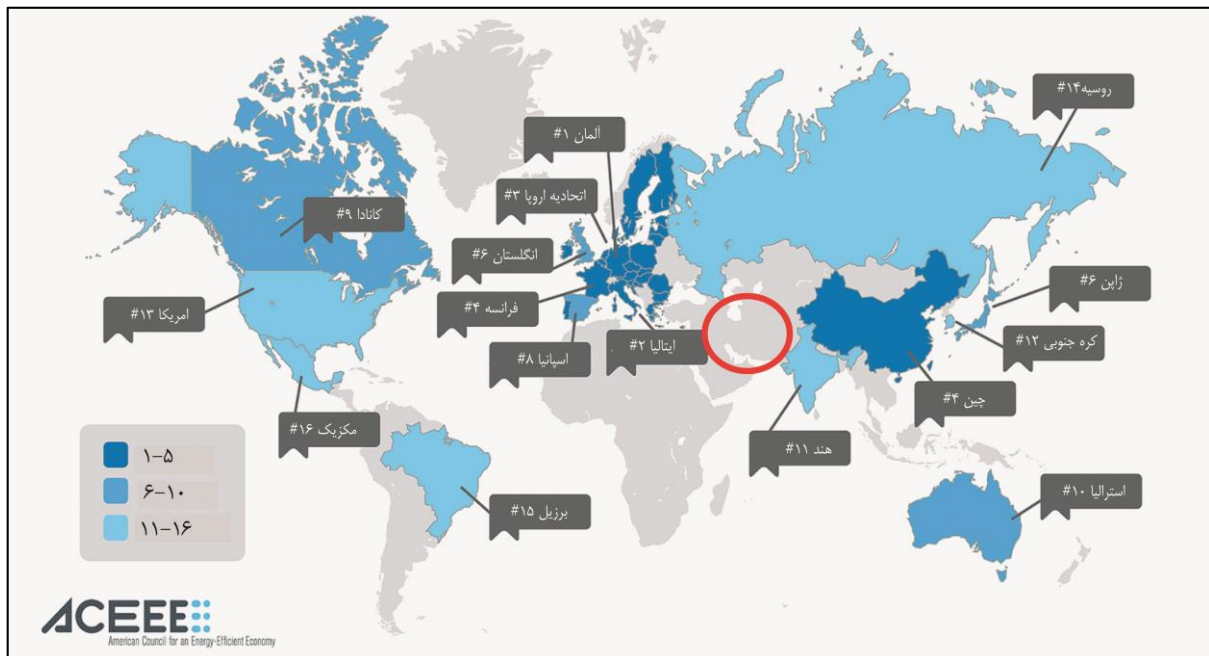 روسیه۱۴#
آلمان ۱#
اتحادیه اروپا ۳#
کانادا ۹#
انگلستان ۶#
ژاپن ۶#
فرانسه ۴#
امریکا ۱۳#
ایتالیا ۲#
کره جنوبی ۱۲#
اسپانیا ۸#
چین ۴#
مکزیک ۱۶#
هند ۱۱#
استرالیا ۱۰#
برزیل ۱۵#
۱-۵
۶-۱۰
۱۱-۱۶
ACEEE
American Council for an Energy-Efficient Economy